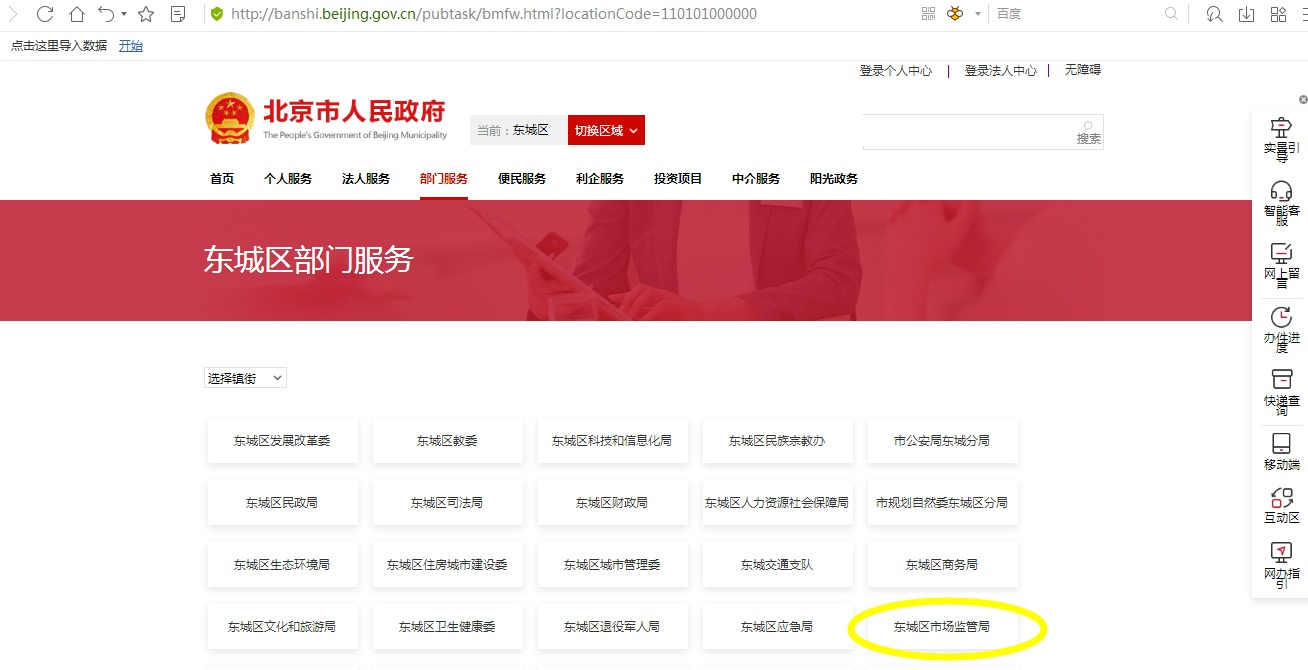 http://banshi.beijing.gov.cn/pubtask/bmfw.html?locationCode=110101000000
百度
点击这里导入数据 开始
登录个人中心 | 登录法人中心 | 无障碍
北京市人民政府
The People's Government of Beijing Municipality
当前：东城区 切换区域
搜索
首页 个人服务 法人服务 部门服务 便民服务 利企服务 投资项目 中介服务 阳光政务
东城区部门服务
选择镇街
东城区发展改革委 东城区教委 东城区科技和信息化局 东城区民族宗教办 市公安局东城分局
东城区民政局 东城区司法局 东城区财政局 东城区人力资源社会保障局 市规划自然委东城区分局
东城区生态环境局 东城区住房城市建设委 东城区城市管理委 东城交通支队 东城区商务局
东城区文化和旅游局 东城区卫生健康委 东城区退役军人局 东城区应急局 东城区市场监管局
实景引
导
智能客
服
网上留
言
办件进
度
快递查
询
移动端
互动区
网办指
引